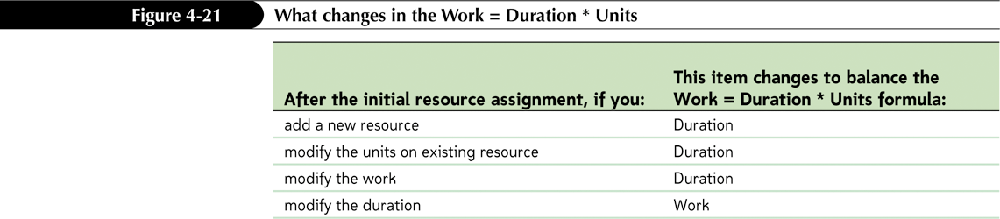 Figure 4-21 What changes in the Work = Duration * Units
This item changes to balance the
After the initial resource assignment, if you: Work = Duration * Units formula:
add a new resource Duration
modify the units on existing resource Duration
modify the work Duration
modify the duration Work